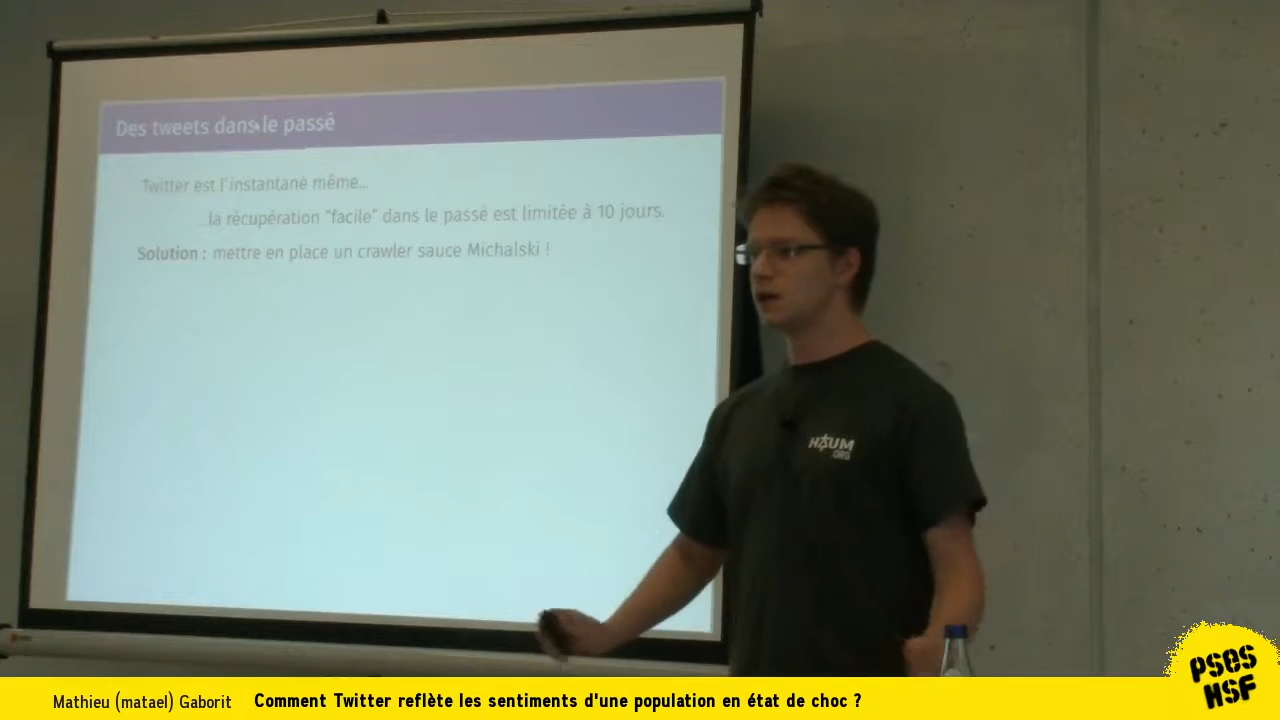 Des tweets dans le passé
Twitter est l'instantané même...
...la récupération "facile" dans le passé est limitée à 10 jours.
Solution : mettre en place un crawler sauce Michalski !
HAUM
.ORG
PSES
HSF
Mathieu (matael) Gaborit Comment Twitter reflète les sentiments d'une population en état de choc ?